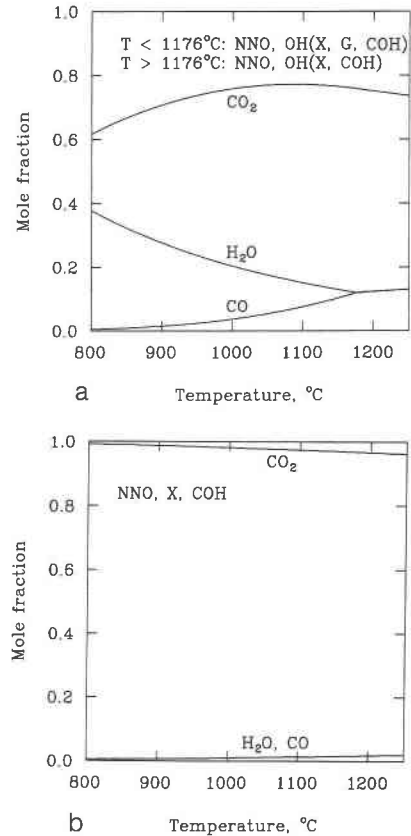 T < 1176°C: NNO, OH(X, G, COH)
T > 1176°C: NNO, OH(X, COH)
1.0
0.8
0.6
0.4
0.2
0.0
Mole fraction
CO₂
H₂O
CO
800 900 1000 1100 1200
a Temperature, °C
1.0
0.8
0.6
0.4
0.2
0.0
Mole fraction
CO₂
NNO, X, COH
H₂O, CO
800 900 1000 1100 1200
b Temperature, °C